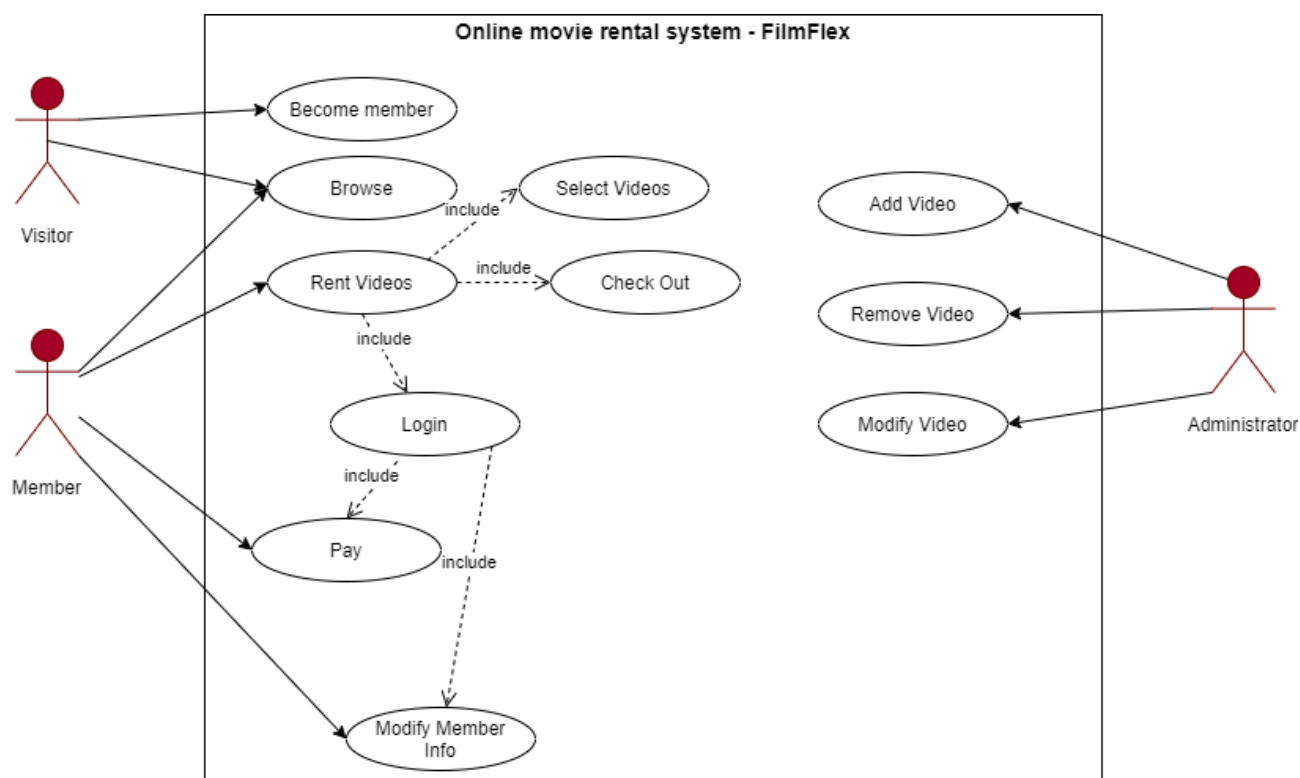 Online movie rental system - FilmFlex
Become member
Browse
Select Videos
include
Add Video
Visitor
Rent Videos
include
Check Out
Remove Video
include
Login
Modify Video
Administrator
Member
include
Pay
include
Modify Member
Info